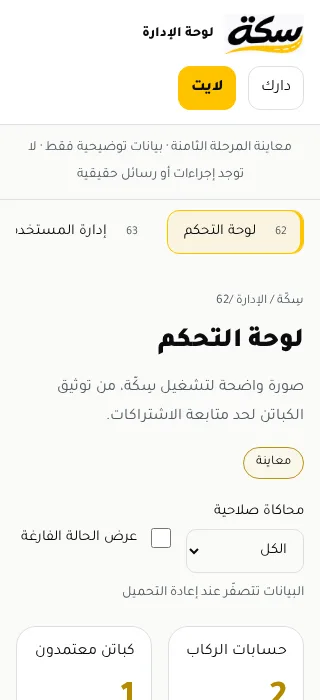 سكة
لوحة الإدارة
دارك
لايت
معاينة المرحلة الثامنة · بيانات توضيحية فقط · لا
توجد إجراءات أو رسائل حقيقية
62 لوحة التحكم
63 إدارة المستخد
سِكّة / الإدارة /62
لوحة التحكم
صورة واضحة لتشغيل سِكّة، من توثيق
الكباتن لحد متابعة الاشتراكات.
معاينة
محاكاة صلاحية
الكل
عرض الحالة الفارغة
البيانات تتصفّر عند إعادة التحميل
حسابات الركاب
2
كباتن معتمدون
1